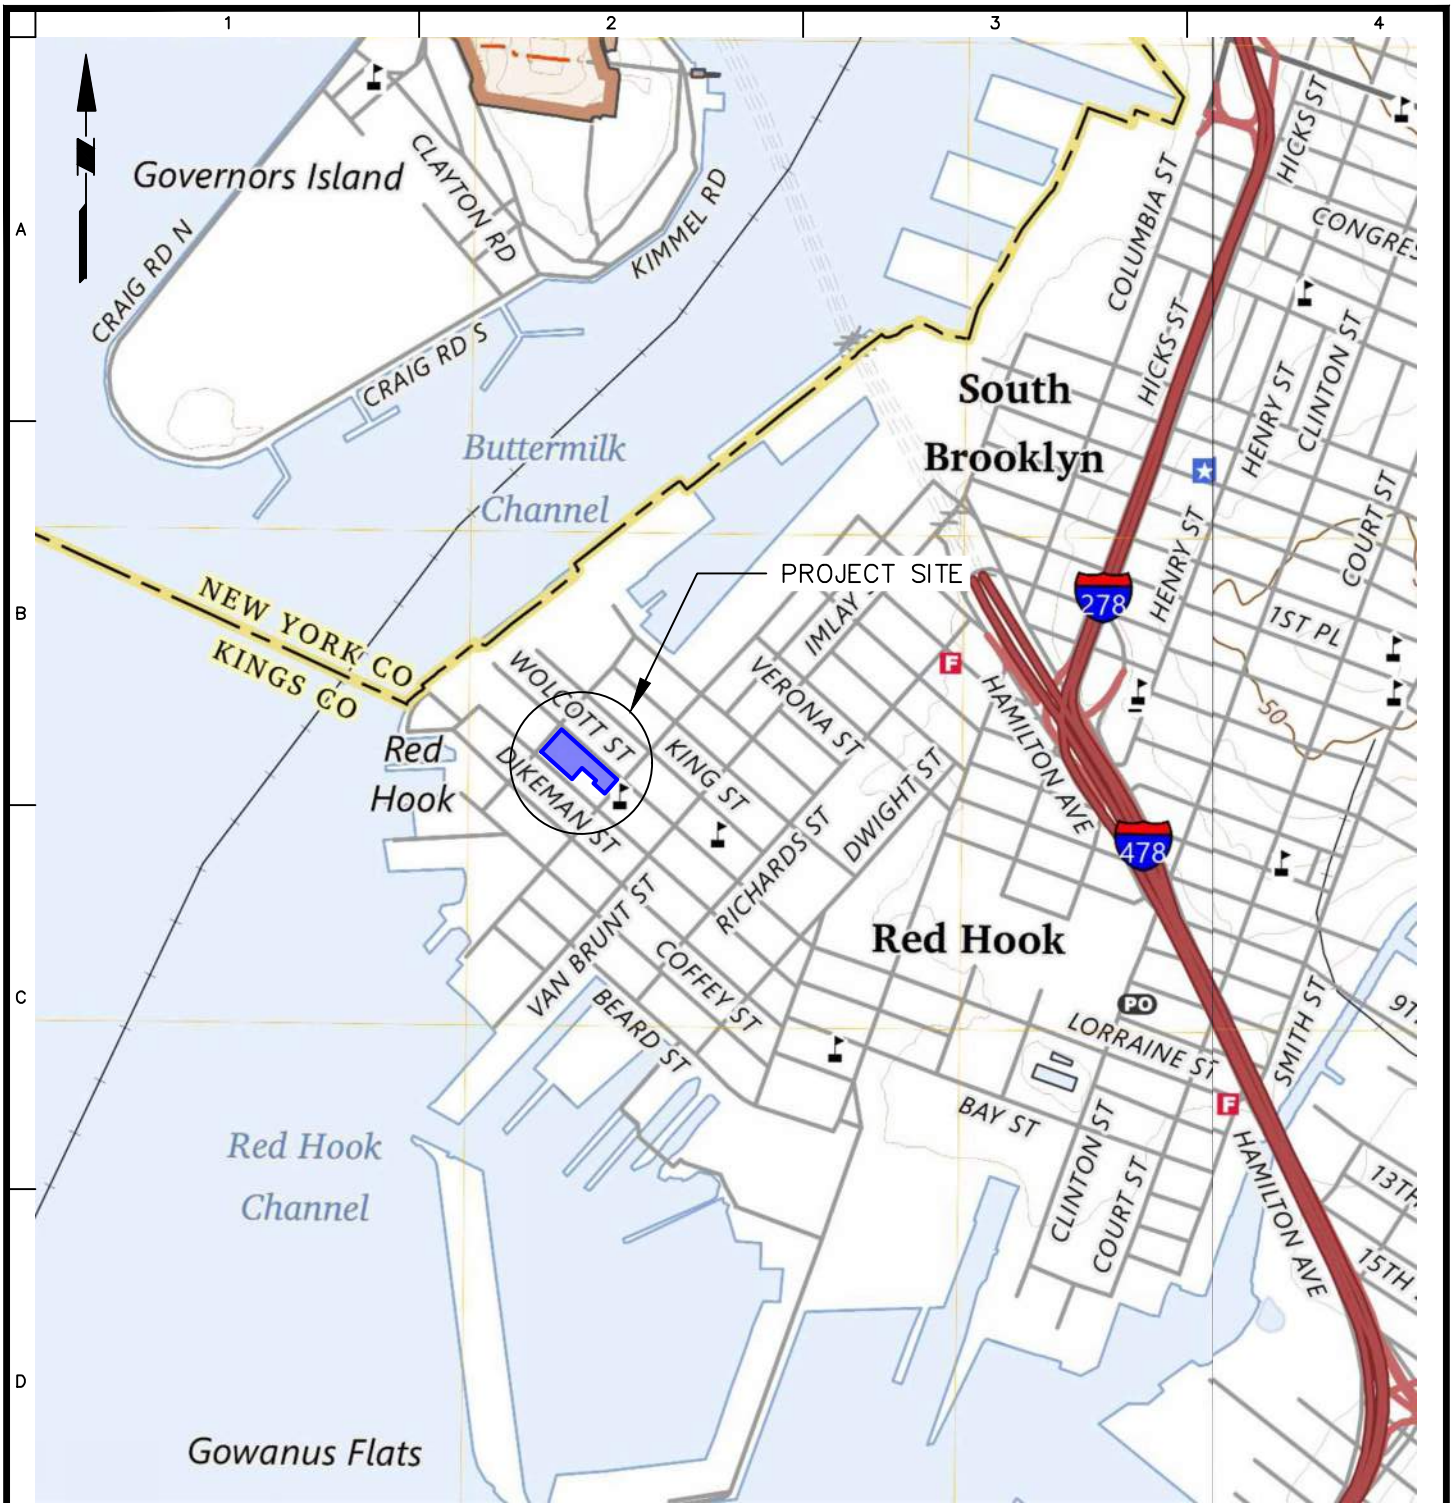 1
2
3
4
A
B
C
D
Governors Island
CLAYTON RD
KIMMEL RD
CRAIG RD N
CRAIG RD S
HICKS ST
CONGRES
COLUMBIA ST
HICKS ST
HENRY ST
CLINTON ST
South
Brooklyn
Buttermilk
Channel
COURT ST
HENRY ST
PROJECT SITE
278
1ST PL
IMLAY
NEW YORK CO
KINGS CO
F
WOLCOTT ST
VERONA ST
HAMILTON AVE
50
Red
Hook
KING ST
DIKEMAN ST
DWIGHT ST
RICHARDS ST
478
VAN BRUNT ST
Red Hook
COFFEY ST
BEARD ST
PO
LORRAINE ST
SMITH ST
9T
BAY ST
F
CLINTON ST
COURT ST
HAMILTON AVE
Red Hook
Channel
13TH
15TH
Gowanus Flats